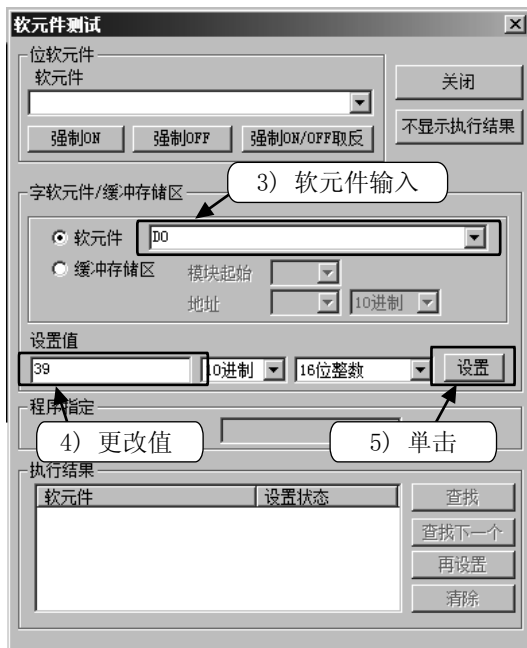 软元件测试
位软元件
软元件
关闭
强制ON 强制OFF 强制ON/OFF取反
不显示执行结果
字软元件/缓冲存储区
3) 软元件输入
软元件 D0
缓冲存储区 模块起始
地址 10进制
设置值
39 10进制 16位整数 设置
程序指定
4) 更改值
5) 单击
执行结果
软元件 设置状态
查找
查找下一个
再设置
清除